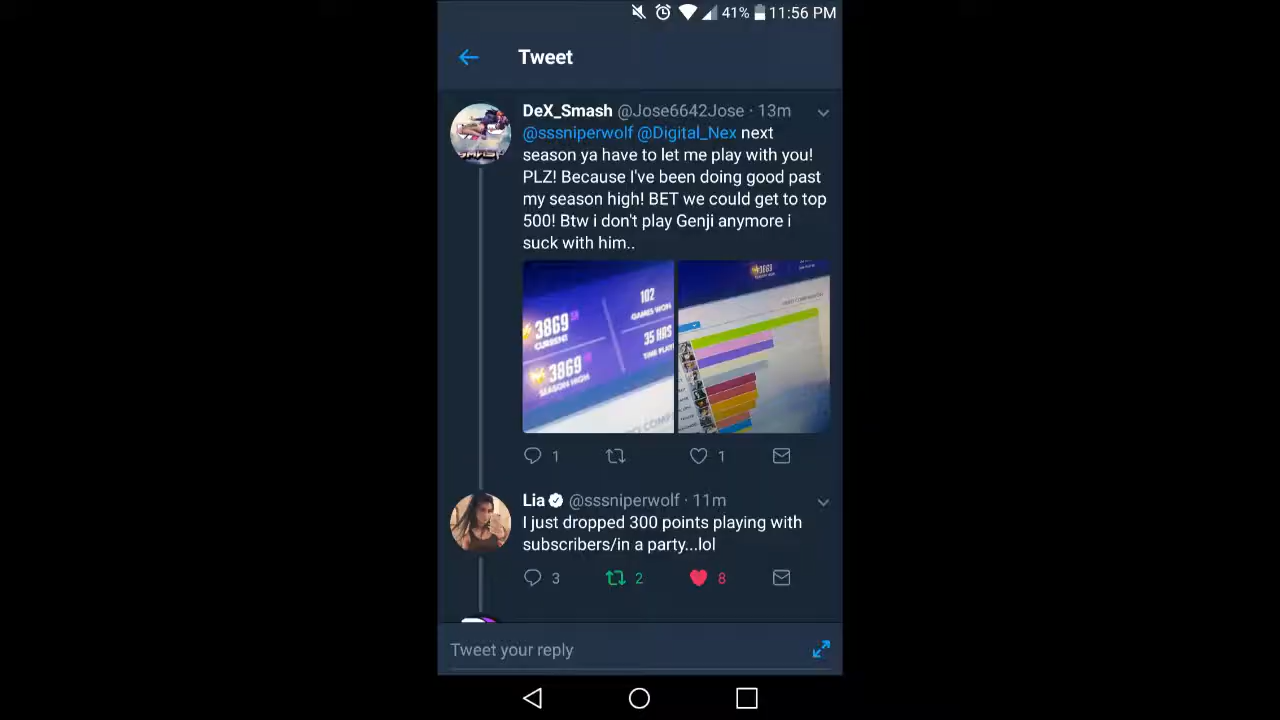 41% 11:56 PM
Tweet
DeX_Smash @Jose6642Jose · 13m
@sssniperwolf @Digital_Nex next
season ya have to let me play with you!
PLZ! Because I've been doing good past
my season high! BET we could get to top
500! Btw i don't play Genji anymore i
suck with him..
3869 SR
CURRENT
3869 SR
SEASON HIGH
102
GAMES WON
35 HRS
TIME PLAY
3869
1 1
Lia @sssniperwolf · 11m
I just dropped 300 points playing with
subscribers/in a party...lol
3 2 8
Tweet your reply